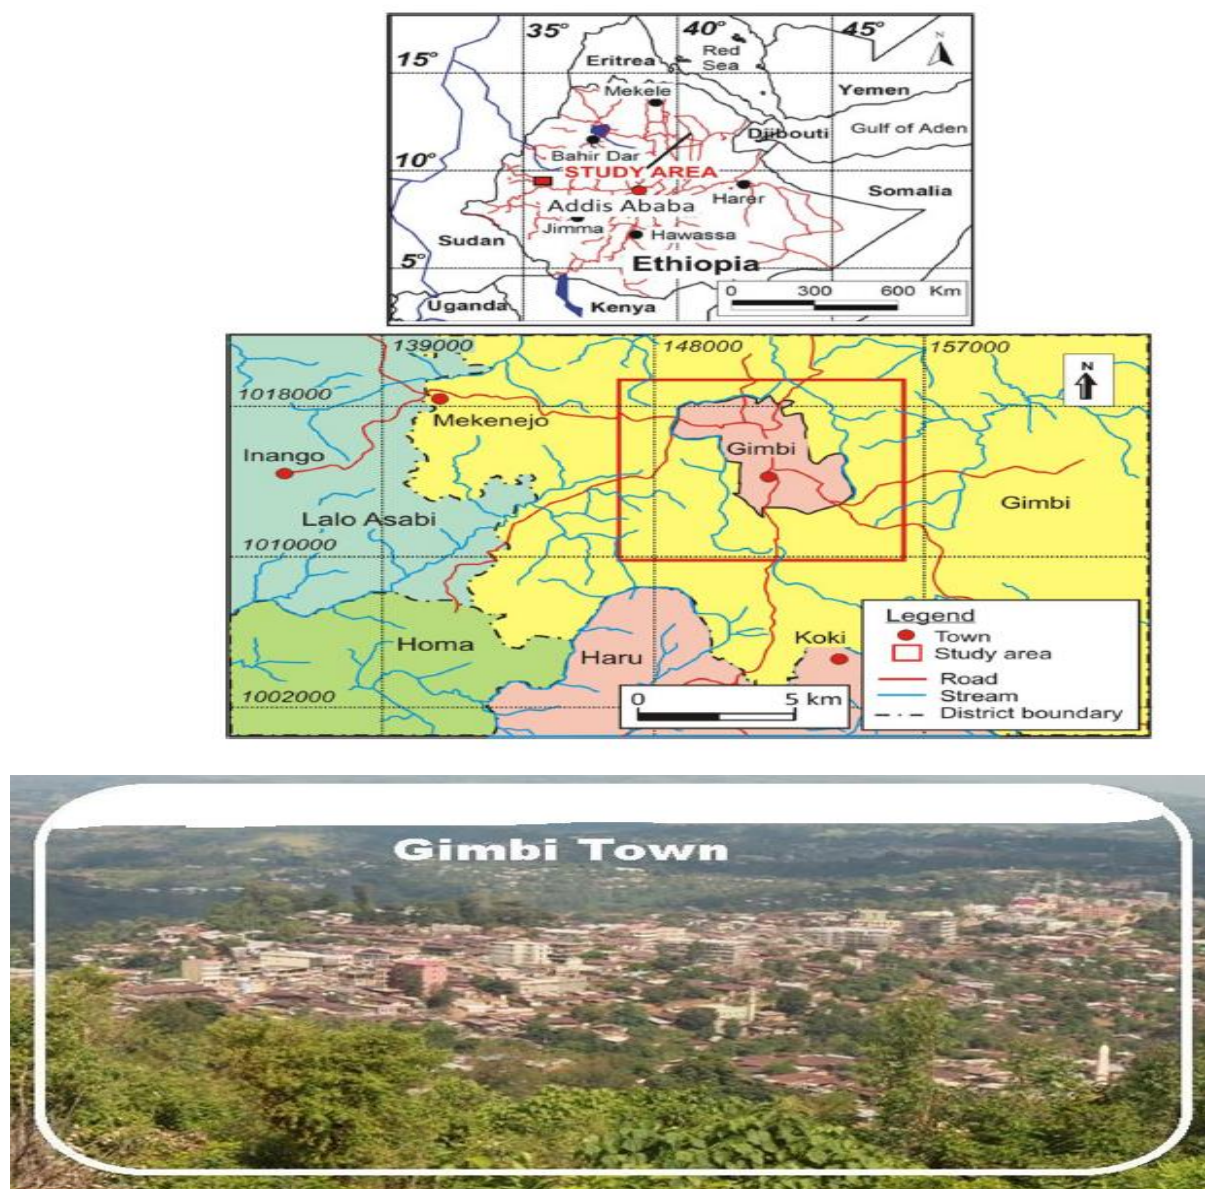 35° 40° 45°
N
15°
Eritrea
Red
Sea
Mekele
Yemen
Djibouti
Gulf of Aden
Bahir Dar
10°
STUDY AREA
Somalia
Harer
Addis Ababa
Jimma
Sudan
Hawassa
5°
Ethiopia
0 300 600 Km
Uganda
Kenya
139000 148000 157000
N
1018000
Mekenejo
Inango
Gimbi
Gimbi
Lalo Asabi
1010000
Legend
Town
Study area
Road
Stream
District boundary
Koki
Homa
Haru
1002000
0 5 km
Gimbi Town